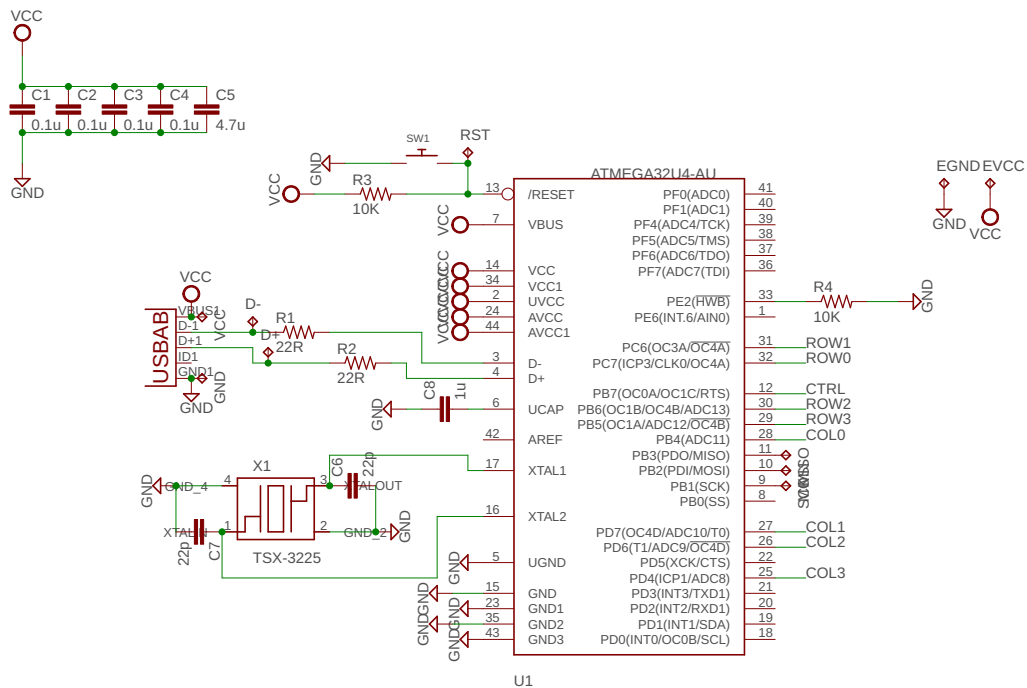 VCC
C1 C2 C3 C4 C5
0.1u 0.1u 0.1u 0.1u 4.7u
GND
SW1
RST
GND
VCC
R3
10K
ATMEGA32U4-AU
13 /RESET
7 VBUS
VCC
14 VCC
34 VCC1
2 UVCC
24 AVCC
44 AVCC1
VCC
VCC
3 D-
4 D+
6 UCAP
42 AREF
17 XTAL1
16 XTAL2
5 UGND
15 GND
23 GND1
35 GND2
43 GND3
PF0(ADC0) 41
PF1(ADC1) 40
PF4(ADC4/TCK) 39
PF5(ADC5/TMS) 38
PF6(ADC6/TDO) 37
PF7(ADC7(TDI) 36
PE2(HWB) 33
PE6(INT.6/AIN0) 1
PC6(OC3A/OC4A) 31 ROW1
PC7(ICP3/CLK0/OC4A) 32 ROW0
PB7(OC0A/OC1C/RTS) 12 CTRL
PB6(OC1B/OC4B/ADC13) 30 ROW2
PB5(OC1A/ADC12/OC4B) 29 ROW3
PB4(ADC11) 28 COL0
PB3(PDO/MISO) 11
PB2(PDI/MOSI) 10
PB1(SCK) 9
PB0(SS) 8
PD7(OC4D/ADC10/T0) 27 COL1
PD6(T1/ADC9/OC4D) 26 COL2
PD5(XCK/CTS) 22
PD4(ICP1/ADC8) 25 COL3
PD3(INT3/TXD1) 21
PD2(INT2/RXD1) 20
PD1(INT1/SDA) 19
PD0(INT0/OC0B/SCL) 18
U1
R4
10K
GND
EGND EVCC
GND
VCC
VCC
USBAB
VBUS1
D-1
D+1
ID1
GND1
VCC
GND
GND
D-
D+
R1
22R
R2
22R
C8
1u
GND
X1
TSX-3225
4 3
1 2
GND_4
XTALOUT
XTALIN
GND_2
GND
GND
C6
22p
C7
22p
GND
GND
GND
GND
GND